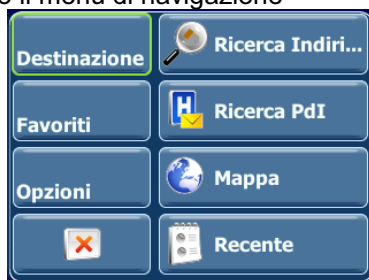 il menu di navigazione
Destinazione
Ricerca Indiri...
Favoriti
H
Ricerca PdI
Opzioni
Mappa
Recente